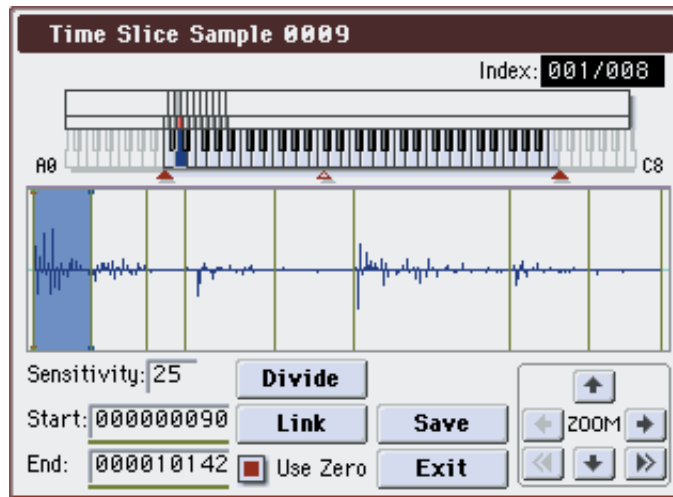 Time Slice Sample 0009
Index: 001/008
A0 C8
Sensitivity: 25 Divide
Start: 000000090 Link Save ZOOM
End: 000010142 Use Zero Exit